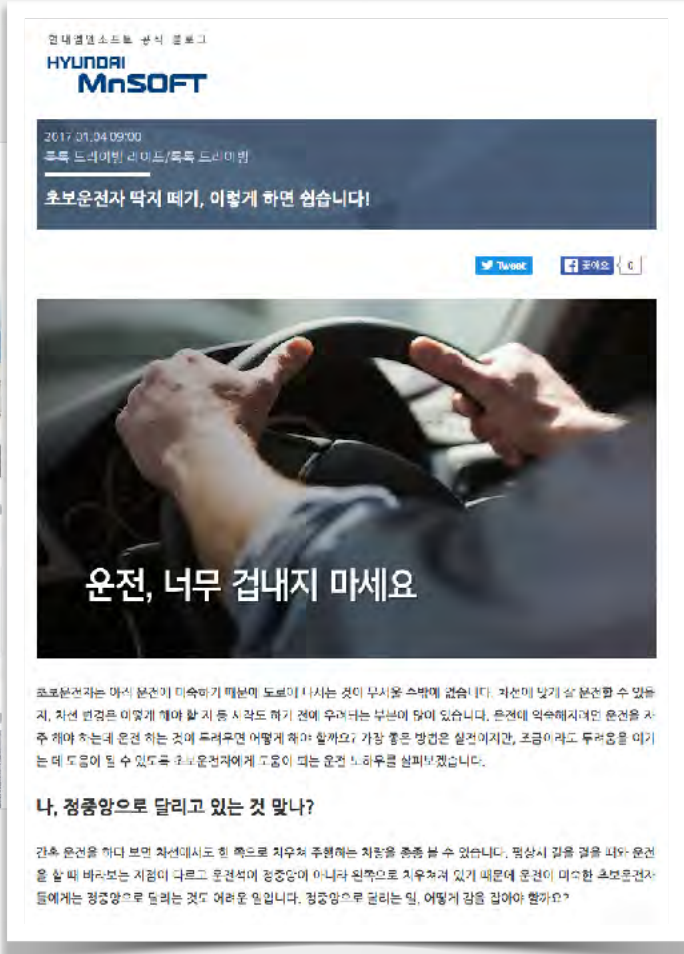 현대엠엔소프트 공식 블로그
HYUNDAI
MnSOFT
2017.01.04 09:00
룩룩 드라이빙 라이프/룩룩 드라이빙
초보운전자 딱지 떼기, 이렇게 하면 쉽습니다!
Tweet
좋아요 0
운전, 너무 겁내지 마세요
초보운전자는 아직 운전이 미숙하기 때문에 도로에 나서는 것이 무서울 수밖에 없습니다. 차선에 맞게 잘 운전할 수 있을
지, 차선 변경은 어떻게 해야 할 지 등 시작도 하기 전에 우려되는 부분이 많이 있습니다. 운전에 익숙해지려면 운전을 자
주 해야 하는데 운전 하는 것이 두려우면 어떻게 해야 할까요? 가장 좋은 방법은 실전이지만, 조금이라도 두려움을 이기
는 데 도움이 될 수 있도록 초보운전자에게 도움이 되는 운전 노하우를 살펴보겠습니다.
나, 정중앙으로 달리고 있는 것 맞나?
간혹 운전을 하다 보면 차선에서도 한 쪽으로 치우쳐 주행하는 차량을 종종 볼 수 있습니다. 평상시 길을 걸을 때와 운전
을 할 때 바라보는 지점이 다르고 운전석이 정중앙이 아니라 왼쪽으로 치우쳐져 있기 때문에 운전이 미숙한 초보운전자
들에게는 정중앙으로 달리는 것도 어려운 일입니다. 정중앙으로 달리는 일, 어떻게 감을 잡아야 할까요?